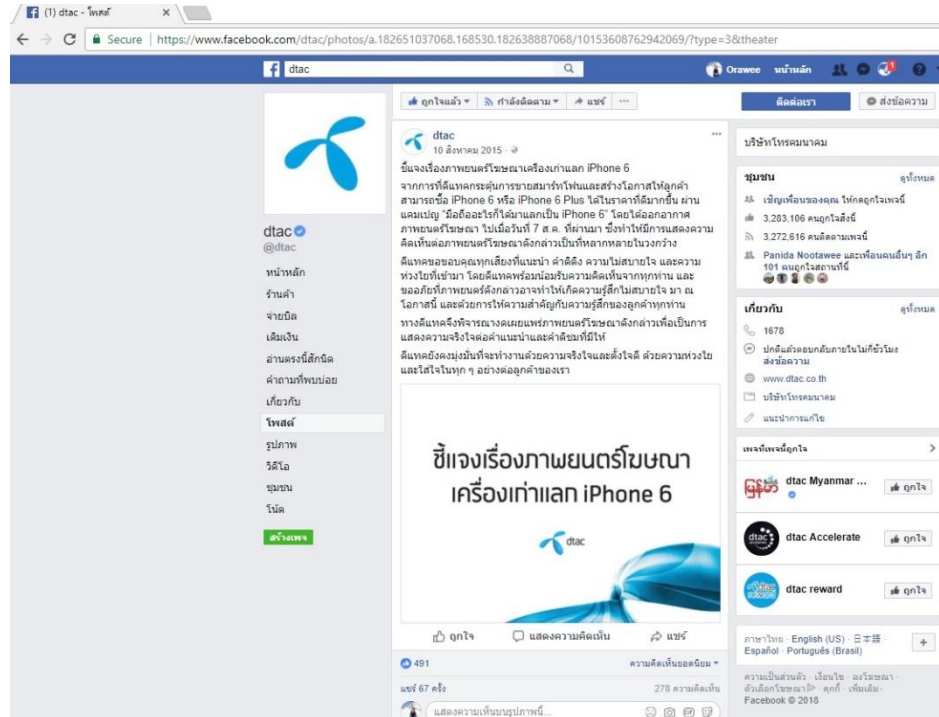 (1) dtac - โพสต์
Secure | https://www.facebook.com/dtac/photos/a.182651037068.168530.182638887068/10153608762942069/?type=3&theater
dtac
Orawee หน้าหลัก
ถูกใจแล้ว กำลังติดตาม แชร์ ...
ติดต่อเรา ส่งข้อความ
dtac
@dtac
หน้าหลัก
ร้านค้า
จ่ายบิล
เติมเงิน
อ่านตรงนี้สักนิด
คำถามที่พบบ่อย
เกี่ยวกับ
โพสต์
รูปภาพ
วิดีโอ
ชุมชน
โน้ต
สร้างเพจ
dtac
10 สิงหาคม 2015
ชี้แจงเรื่องภาพยนตร์โฆษณาเครื่องเก่าแลก iPhone 6
จากการที่ดีแทคกระตุ้นการขายสมาร์ทโฟนและสร้างโอกาสให้ลูกค้า
สามารถซื้อ iPhone 6 หรือ iPhone 6 Plus ได้ในราคาที่ดีมากขึ้น ผ่าน
แคมเปญ "มือถืออะไรก็ได้มาแลกเป็น iPhone 6" โดยได้ออกอากาศ
ภาพยนตร์โฆษณา ไปเมื่อวันที่ 7 ส.ค. ที่ผ่านมา ซึ่งทำให้มีการแสดงความ
คิดเห็นต่อภาพยนตร์โฆษณาดังกล่าวเป็นที่หลากหลายในวงกว้าง
ดีแทคขอขอบคุณทุกเสียงที่แนะนำ คำติติง ความไม่สบายใจ และความ
ห่วงใยที่เข้ามา โดยดีแทคพร้อมน้อมรับความคิดเห็นจากทุกท่าน และ
ขออภัยที่ภาพยนตร์ดังกล่าวอาจทำให้เกิดความรู้สึกไม่สบายใจ มา ณ
โอกาสนี้ และด้วยการให้ความสำคัญกับความรู้สึกของลูกค้าทุกท่าน
ทางดีแทคจึงพิจารณางดเผยแพร่ภาพยนตร์โฆษณาดังกล่าวเพื่อเป็นการ
แสดงความจริงใจต่อคำแนะนำและคำติชมที่มีให้
ดีแทคยังคงมุ่งมั่นที่จะทำงานด้วยความจริงใจและตั้งใจดี ด้วยความห่วงใย
และใส่ใจในทุก ๆ อย่างต่อลูกค้าของเรา
ชี้แจงเรื่องภาพยนตร์โฆษณา
เครื่องเก่าแลก iPhone 6
dtac
ถูกใจ แสดงความคิดเห็น แชร์
491 ความคิดเห็นยอดนิยม
แชร์ 67 ครั้ง 278 ความคิดเห็น
แสดงความเห็นบนรูปภาพนี้...
บริษัทโทรคมนาคม
ชุมชน ดูทั้งหมด
เชิญเพื่อนของคุณ ให้กดถูกใจเพจนี้
3,283,106 คนถูกใจสิ่งนี้
3,272,616 คนติดตามเพจนี้
Panida Nootawee และเพื่อนคนอื่นๆ อีก
101 คนถูกใจสถานที่นี้
เกี่ยวกับ ดูทั้งหมด
1678
ปกติแล้วตอบกลับภายในไม่กี่ชั่วโมง
ส่งข้อความ
www.dtac.co.th
บริษัทโทรคมนาคม
แนะนำการแก้ไข
เพจที่เพจนี้ถูกใจ
dtac Myanmar ... ถูกใจ
dtac Accelerate ถูกใจ
dtac reward ถูกใจ
ภาษาไทย · English (US) · 日本語 ·
Español · Português (Brasil)
ความเป็นส่วนตัว · เงื่อนไข · ลงโฆษณา ·
ตัวเลือกโฆษณา · คุกกี้ · เพิ่มเติม ·
Facebook © 2018